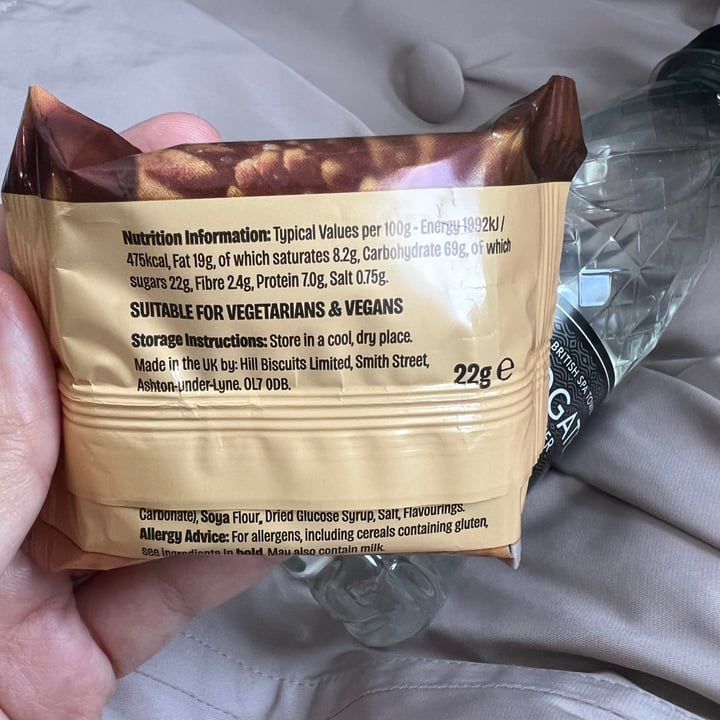 Nutrition Information: Typical Values per 100g - Energy 1992kJ /
475kcal, Fat 19g, of which saturates 8.2g, Carbohydrate 69g, of which
sugars 22g, Fibre 2.4g, Protein 7.0g, Salt 0.75g.
SUITABLE FOR VEGETARIANS & VEGANS
Storage Instructions: Store in a cool, dry place.
Made in the UK by: Hill Biscuits Limited, Smith Street,
Ashton-under-Lyne. OL7 0DB.
22g ℮
Carbonate), Soya Flour, Dried Glucose Syrup, Salt, Flavourings.
Allergy Advice: For allergens, including cereals containing gluten,
see ingredients in bold. May also contain milk.
BRITISH SPA